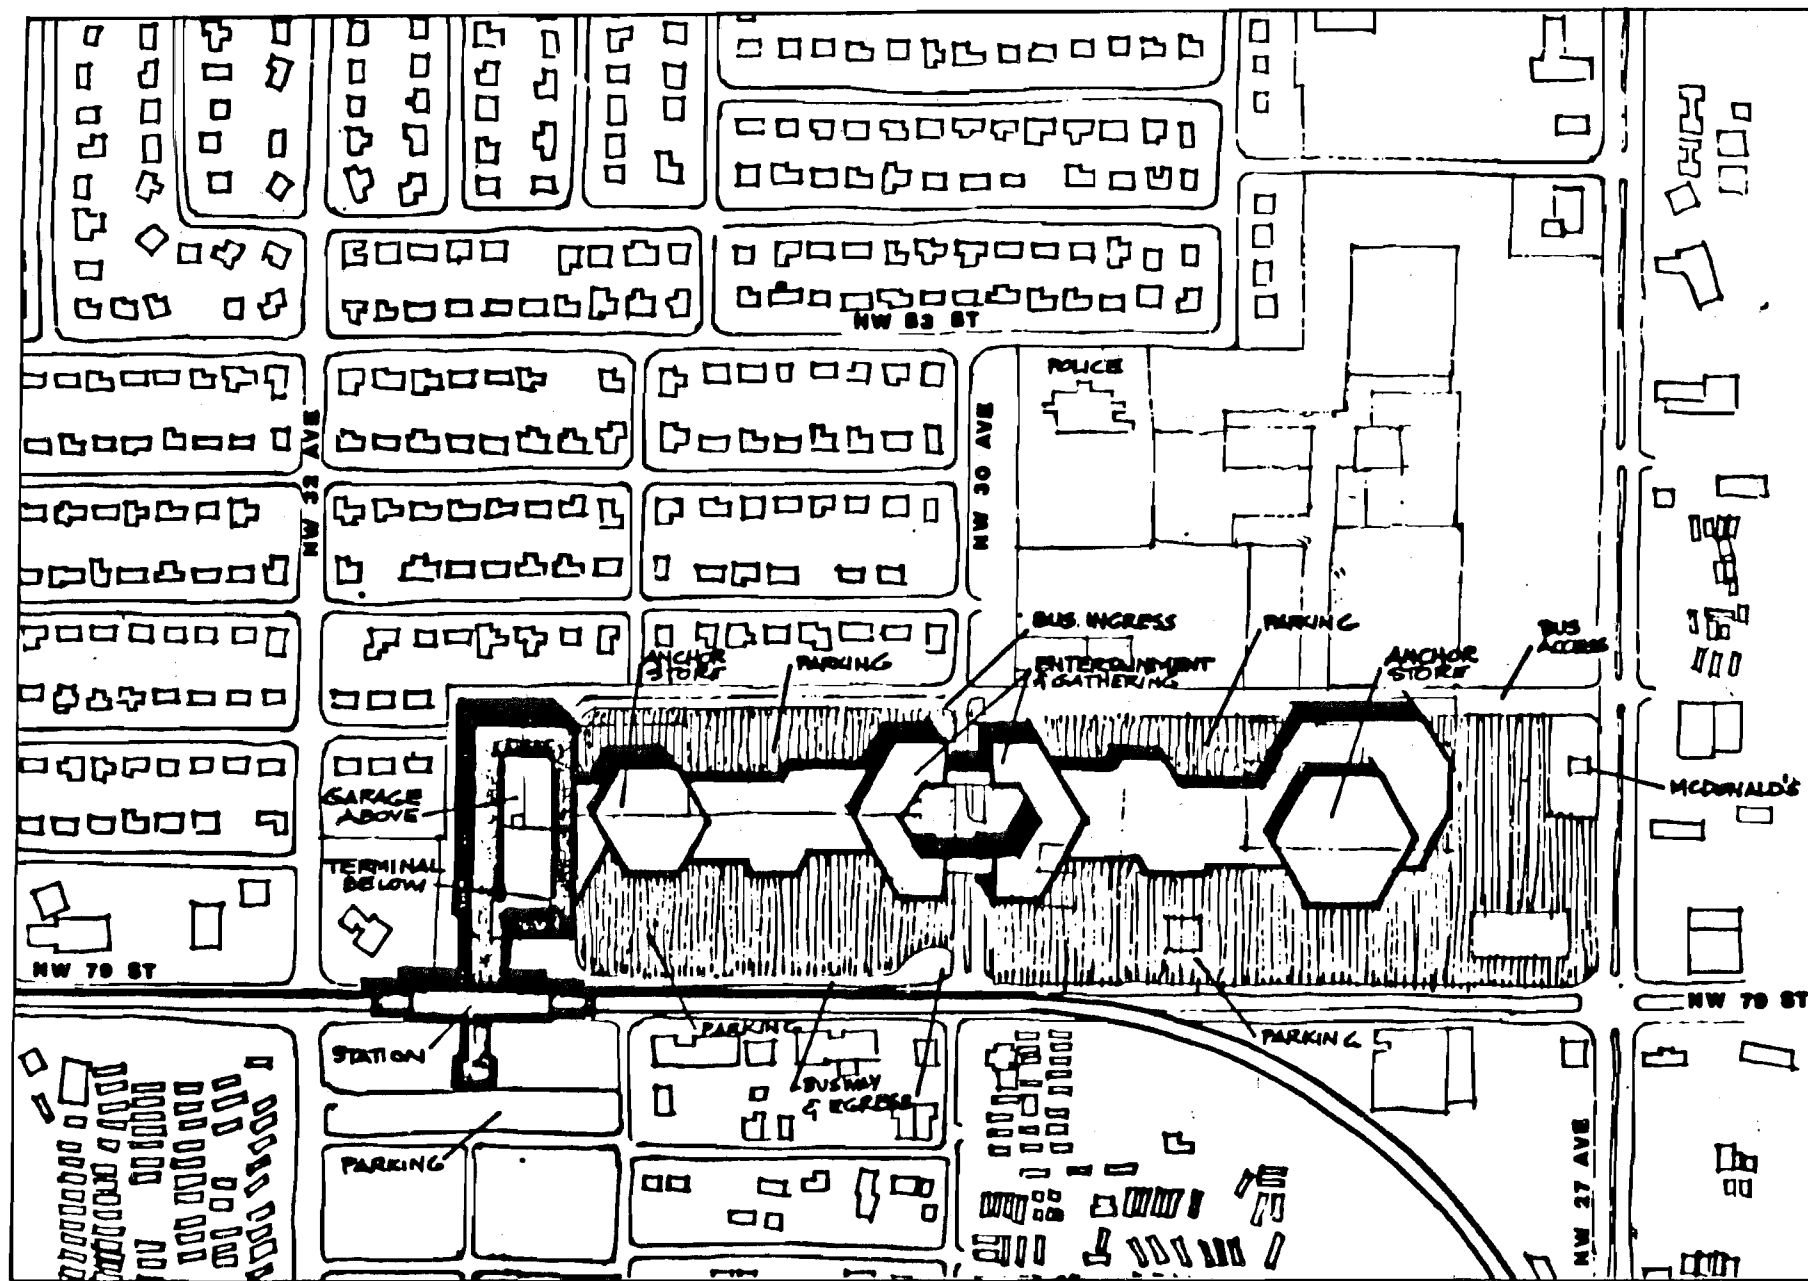 NW 83 ST
POLICE
NW 32 AVE
NW 30 AVE
BUS INGRESS
PARKING
BUS
ACCESS
ANCHOR
STORE
PARKING
ENTERTAINMENT
& GATHERING
ANCHOR
STORE
GARAGE
ABOVE
MCDONALD'S
TERMINAL
BELOW
NW 79 ST
NW 79 ST
STATION
PARKING
PARKING
BUSWAY
& EGRESS
PARKING
NW 27 AVE